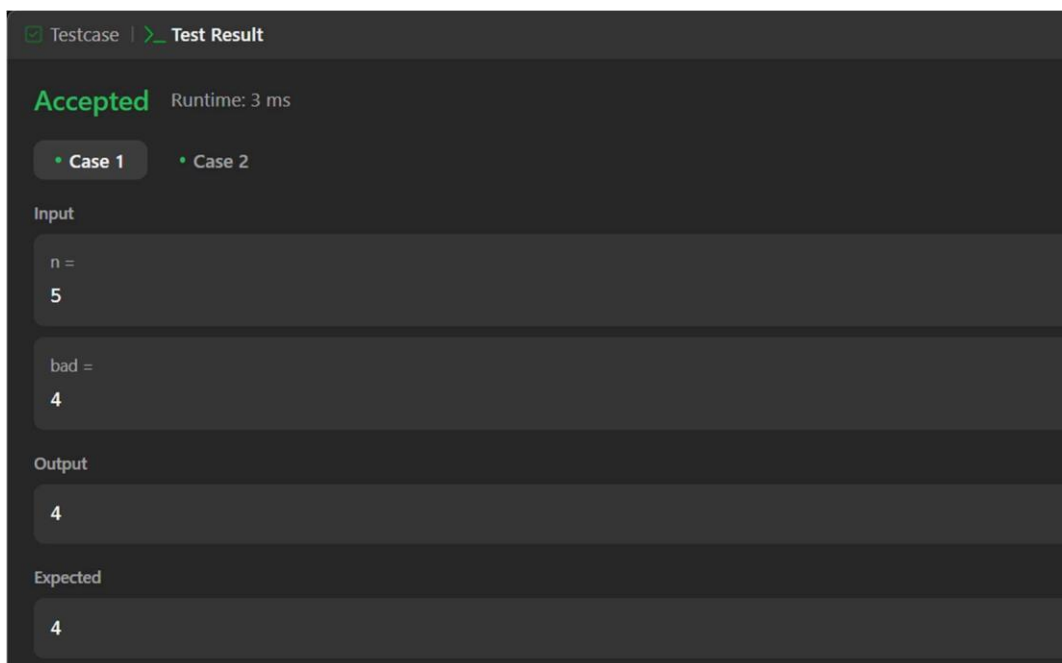 Testcase | >_ Test Result
Accepted Runtime: 3 ms
• Case 1 • Case 2
Input
n =
5
bad =
4
Output
4
Expected
4